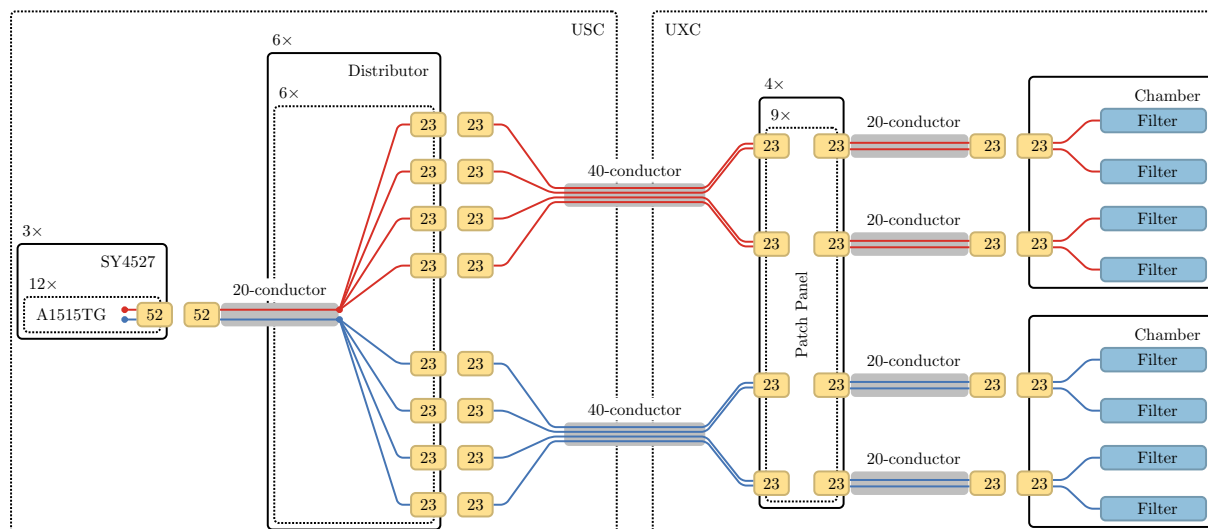 USC
UXC
6×
Distributor
6×
4×
9×
Chamber
20-conductor
Filter
23 23
23 23 23 23
Filter
40-conductor
23 23
20-conductor
Filter
23 23
23 23 23 23
3×
SY4527
23 23
Filter
12×
20-conductor
A1515TG
52 52
Patch Panel
Chamber
20-conductor
Filter
23 23
23 23 23 23
40-conductor
23 23
Filter
20-conductor
Filter
23 23
23 23 23 23
23 23
Filter